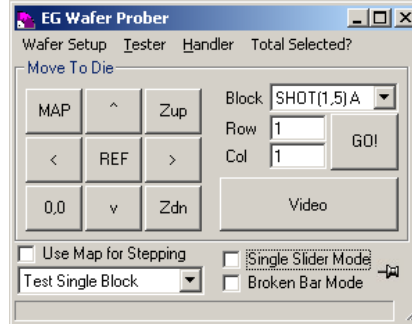 EG Wafer Prober
Wafer Setup Tester Handler Total Selected?
Move To Die
MAP ^ Zup
< REF >
0,0 v Zdn
Block SHOT(1,5) A
Row 1
Col 1
GO!
Video
Use Map for Stepping
Test Single Block
Single Slider Mode
Broken Bar Mode